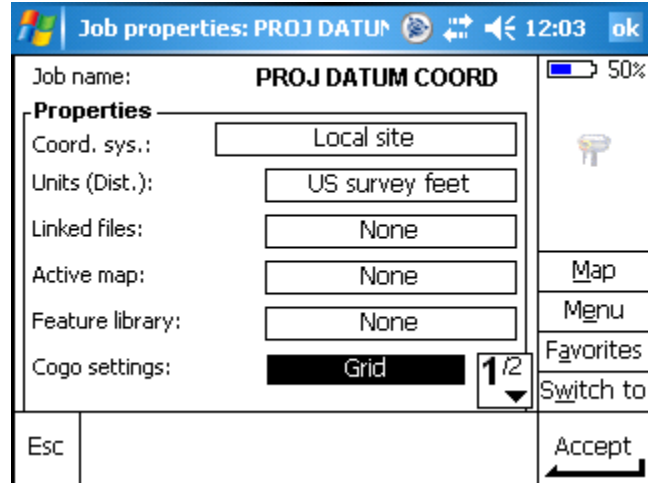 Job properties: PROJ DATUM 12:03 ok
Job name: PROJ DATUM COORD
50%
Properties
Coord. sys.: Local site
Units (Dist.): US survey feet
Linked files: None
Active map: None
Map
Feature library: None
Menu
Cogo settings: Grid
1/2
Favorites
Switch to
Esc
Accept